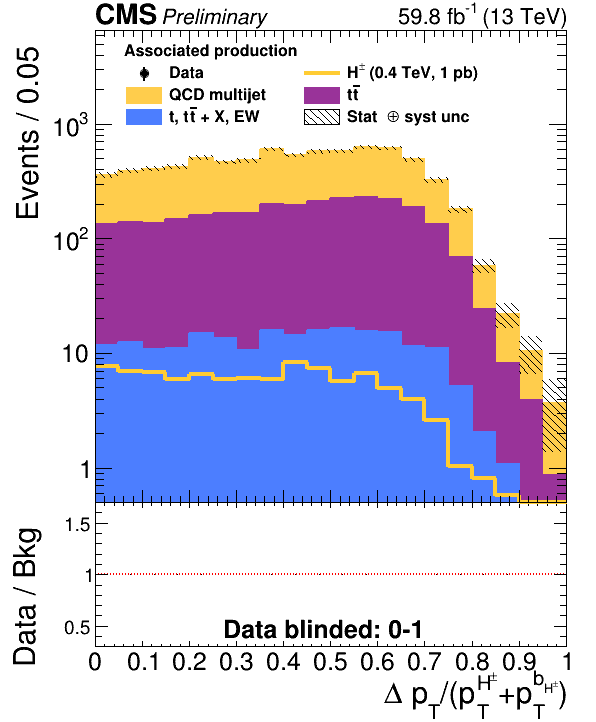 CMS Preliminary 59.8 fb⁻¹ (13 TeV)
Associated production
Data
H± (0.4 TeV, 1 pb)
QCD multijet
tt̄
t, tt̄ + X, EW
Stat ⊕ syst unc
Events / 0.05
10³
10²
10
1
Data / Bkg
1.5
1
0.5
Data blinded: 0-1
0 0.1 0.2 0.3 0.4 0.5 0.6 0.7 0.8 0.9 1
Δ p_T/(p_T^{H±}+p_T^{b_{H±}})